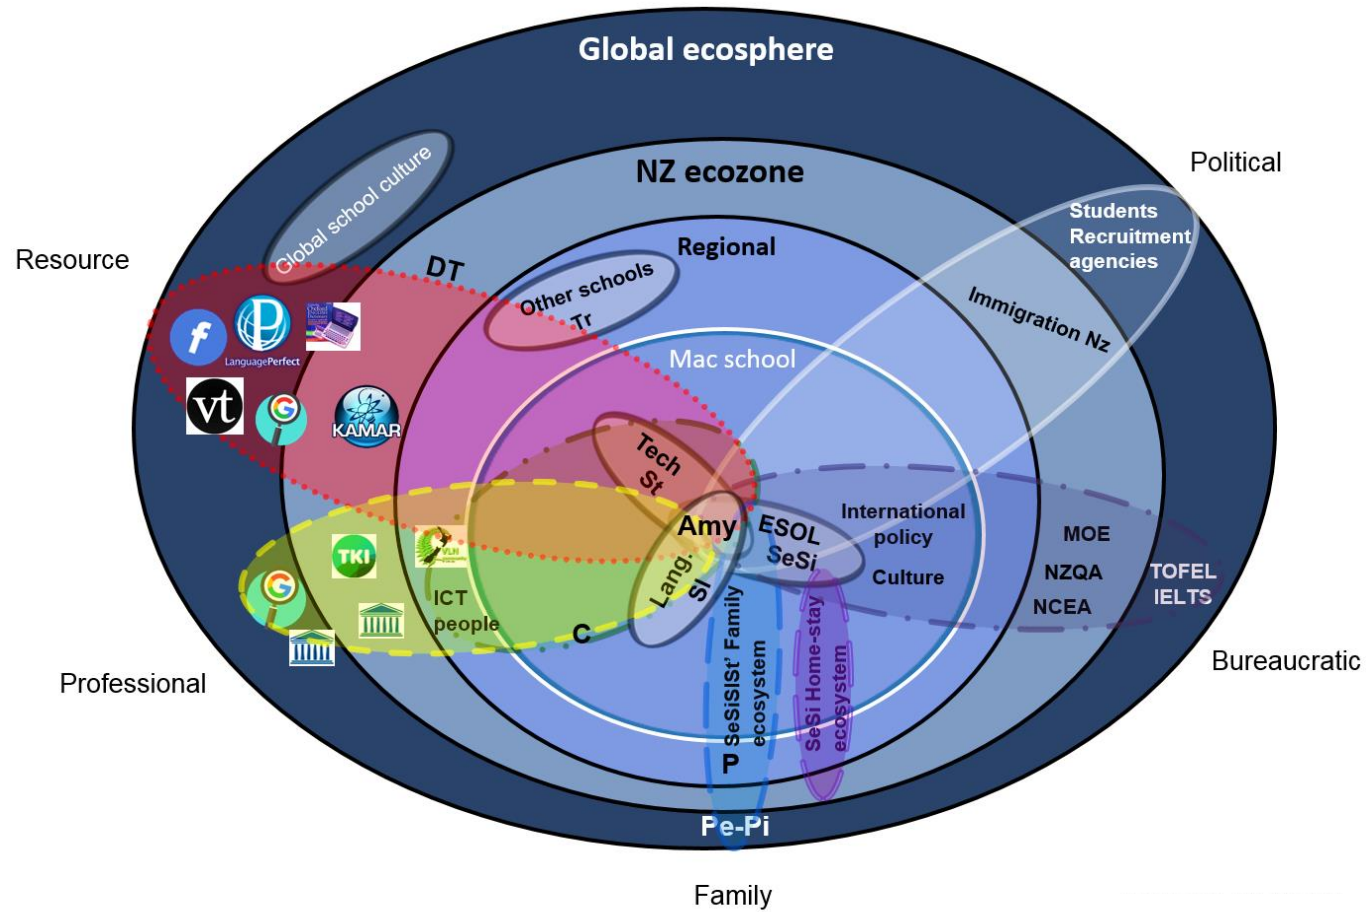 Global ecosphere
Political
NZ ecozone
Global school culture
Students
Recruitment
agencies
Resource
DT
Regional
Other schools
Tr
Immigration Nz
f
P
LanguagePerfect
Mac school
vt
G
KAMAR
Tech
St
Amy
ESOL
SeSi
International
policy
Culture
MOE
NZQA
NCEA
TOFEL
IELTS
TKI
VLN
G
ICT
people
Lang.
SI
C
SeSiSISt' Family
ecosystem
SeSi Home-stay
ecosystem
Professional
Bureaucratic
P
Pe-Pi
Family